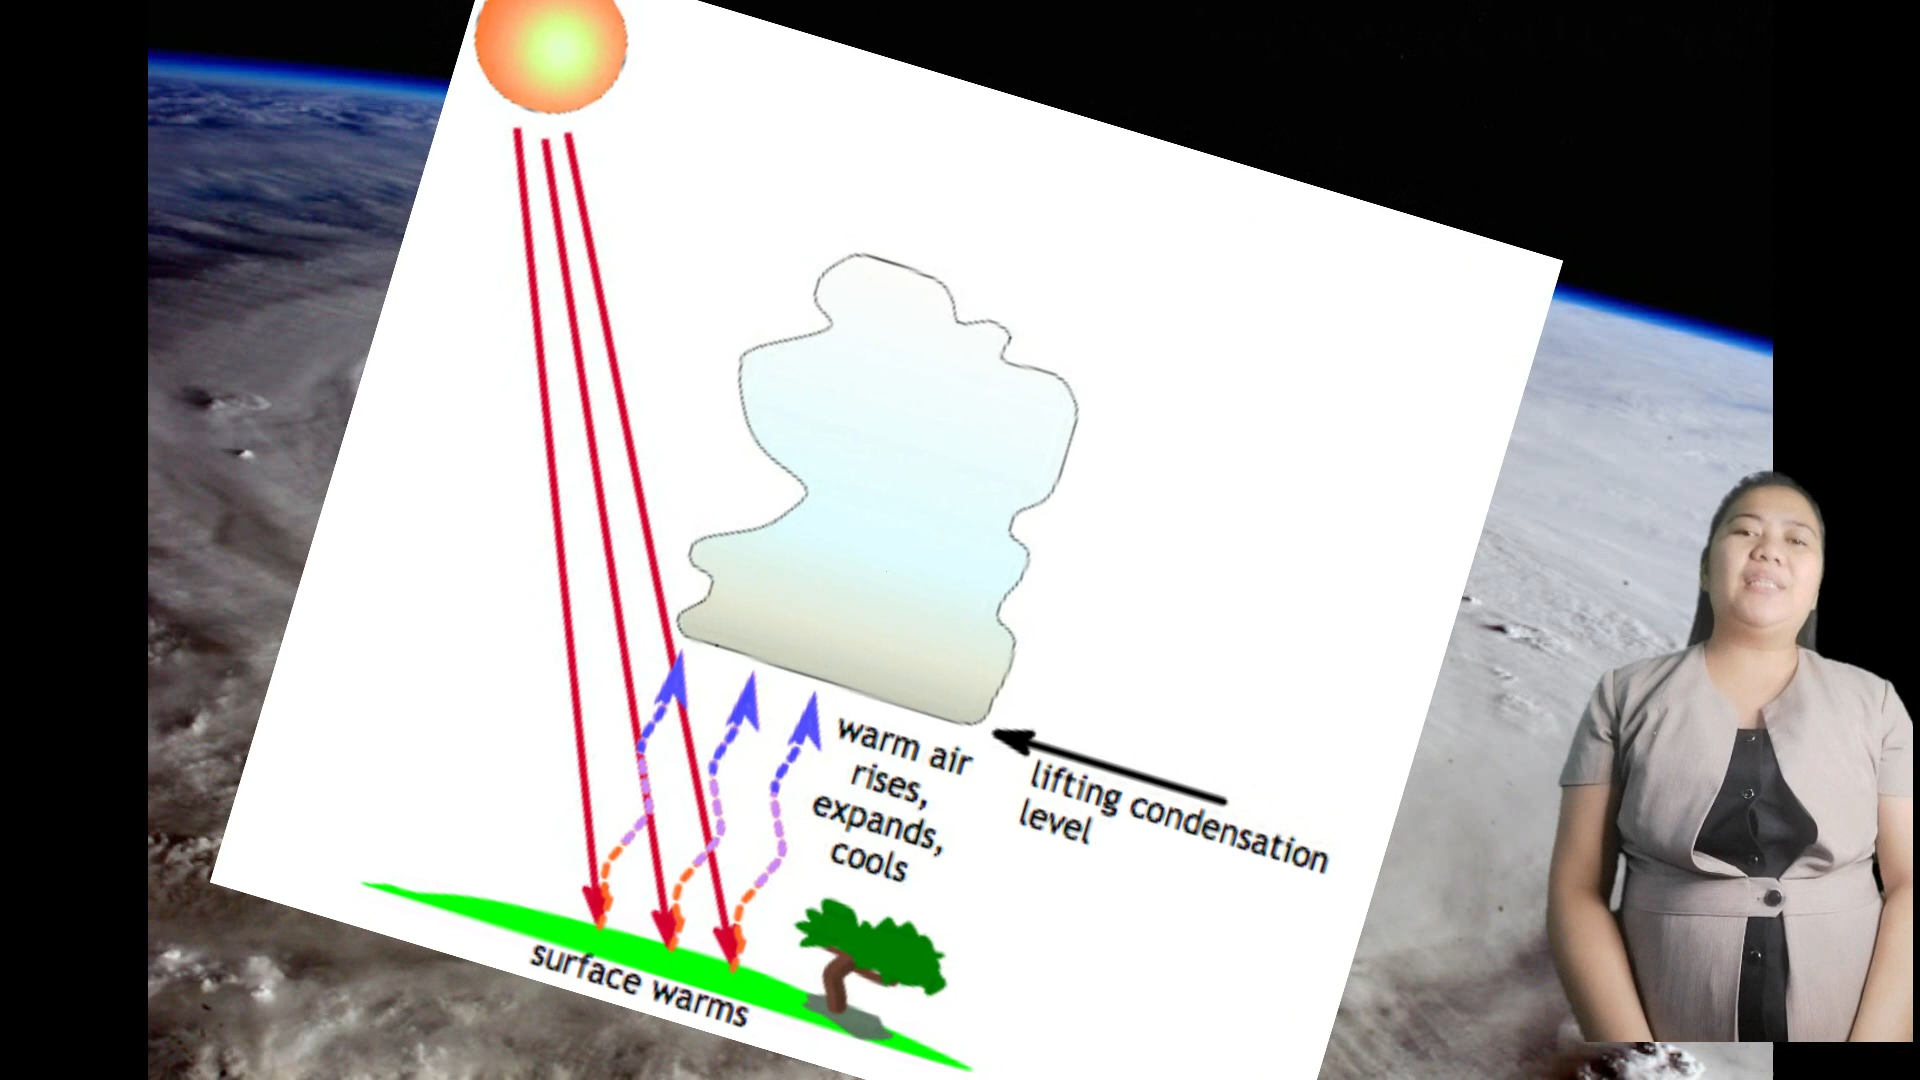 warm air
rises,
expands,
cools
lifting condensation
level
surface warms